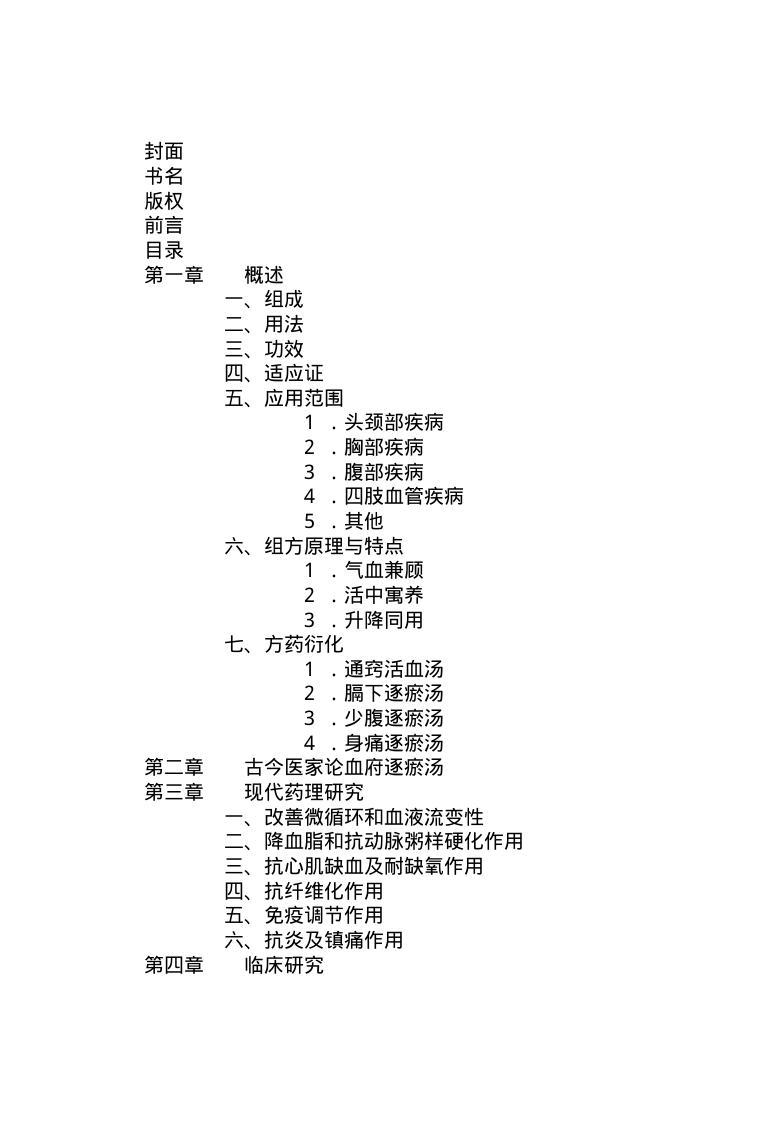 封面
书名
版权
前言
目录
第一章　　概述
一、组成
二、用法
三、功效
四、适应证
五、应用范围
1．头颈部疾病
2．胸部疾病
3．腹部疾病
4．四肢血管疾病
5．其他
六、组方原理与特点
1．气血兼顾
2．活中寓养
3．升降同用
七、方药衍化
1．通窍活血汤
2．膈下逐瘀汤
3．少腹逐瘀汤
4．身痛逐瘀汤
第二章　　古今医家论血府逐瘀汤
第三章　　现代药理研究
一、改善微循环和血液流变性
二、降血脂和抗动脉粥样硬化作用
三、抗心肌缺血及耐缺氧作用
四、抗纤维化作用
五、免疫调节作用
六、抗炎及镇痛作用
第四章　　临床研究